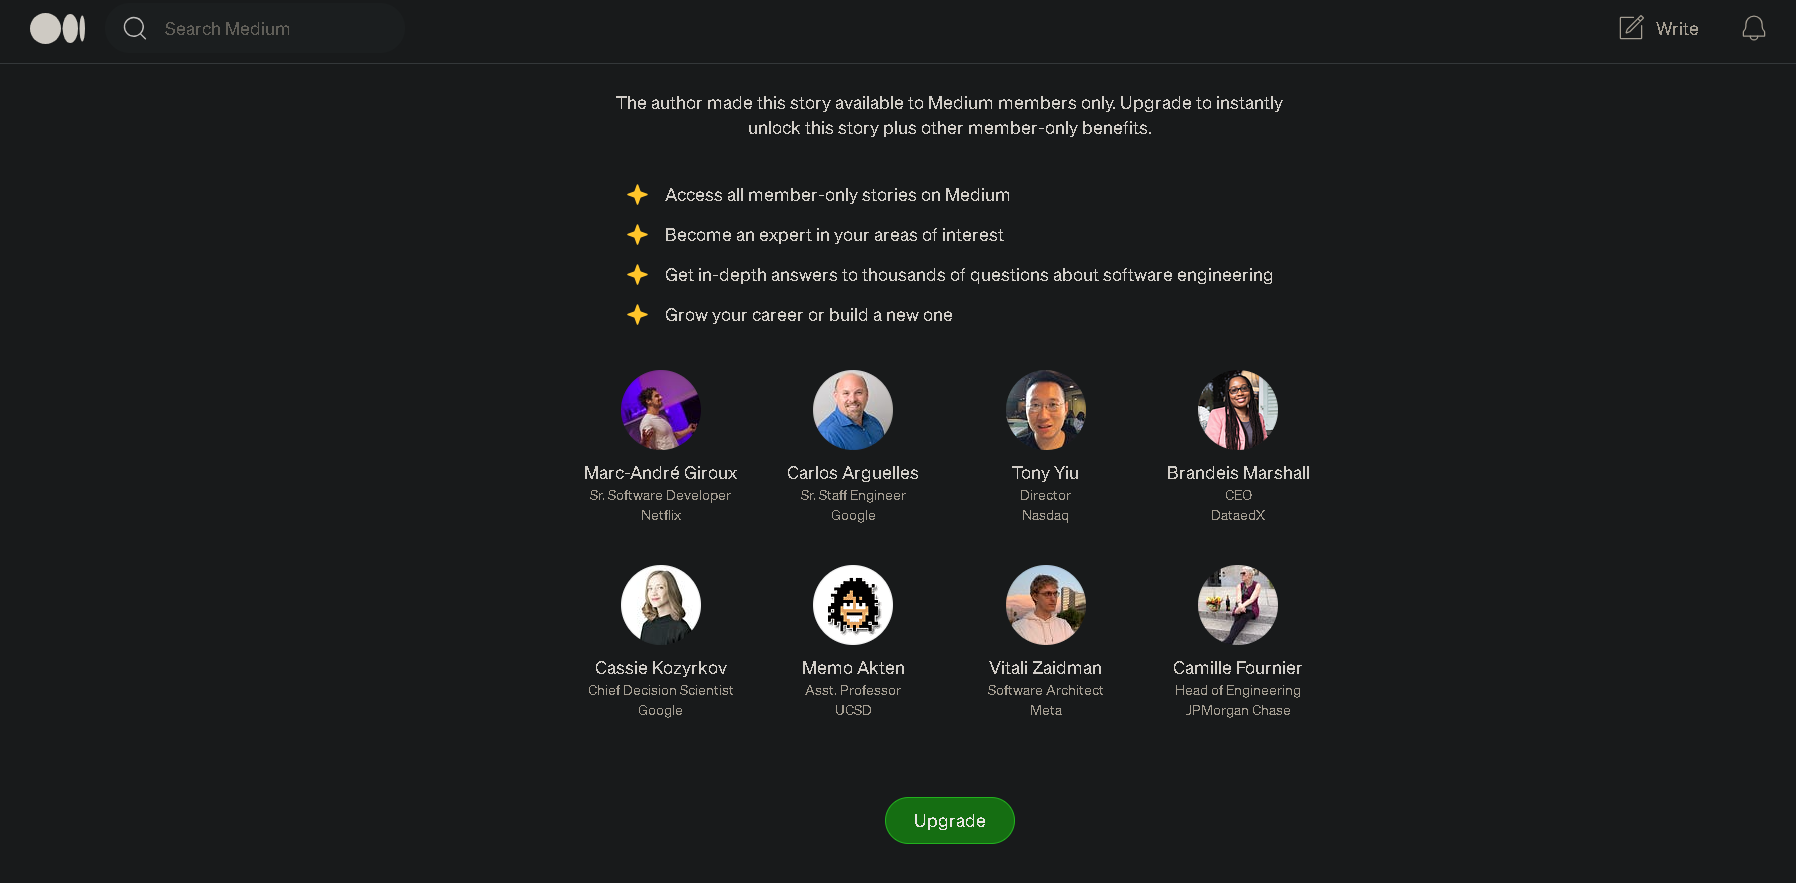 Search Medium
Write
The author made this story available to Medium members only. Upgrade to instantly
unlock this story plus other member-only benefits.
Access all member-only stories on Medium
Become an expert in your areas of interest
Get in-depth answers to thousands of questions about software engineering
Grow your career or build a new one
Marc-André Giroux
Sr. Software Developer
Netflix
Carlos Arguelles
Sr. Staff Engineer
Google
Tony Yiu
Director
Nasdaq
Brandeis Marshall
CEO
DataedX
Cassie Kozyrkov
Chief Decision Scientist
Google
Memo Akten
Asst. Professor
UCSD
Vitali Zaidman
Software Architect
Meta
Camille Fournier
Head of Engineering
JPMorgan Chase
Upgrade